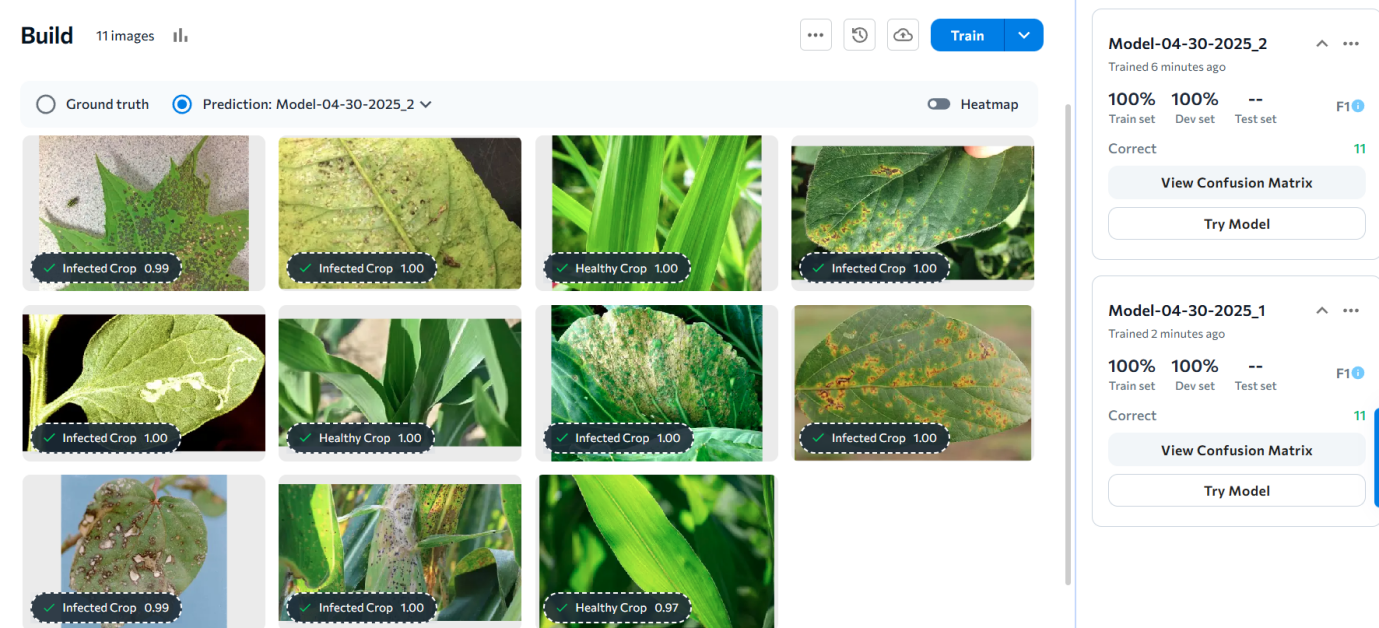 Build 11 images
Train
Ground truth Prediction: Model-04-30-2025_2 Heatmap
Infected Crop 0.99
Infected Crop 1.00
Healthy Crop 1.00
Infected Crop 1.00
Infected Crop 1.00
Healthy Crop 1.00
Infected Crop 1.00
Infected Crop 1.00
Infected Crop 0.99
Infected Crop 1.00
Healthy Crop 0.97
Model-04-30-2025_2
Trained 6 minutes ago
100% 100% --
Train set Dev set Test set
F1
Correct 11
View Confusion Matrix
Try Model
Model-04-30-2025_1
Trained 2 minutes ago
100% 100% --
Train set Dev set Test set
F1
Correct 11
View Confusion Matrix
Try Model